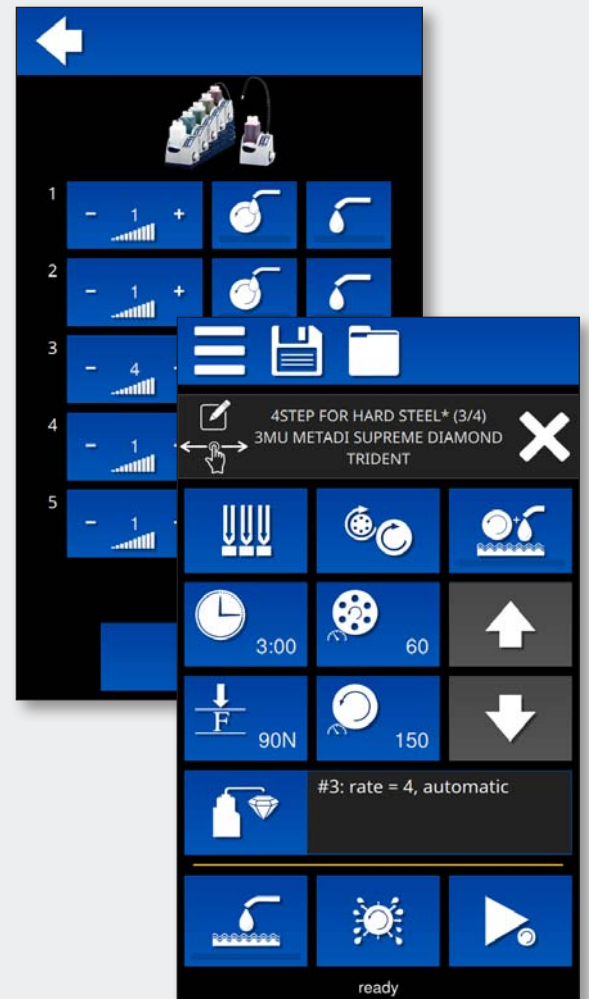 1
- 1 +
2
- 1 +
3
- 4
4
- 1
5
- 1
4STEP FOR HARD STEEL* (3/4)
3MU METADI SUPREME DIAMOND
TRIDENT
3:00
60
F
90N
150
#3: rate = 4, automatic
ready